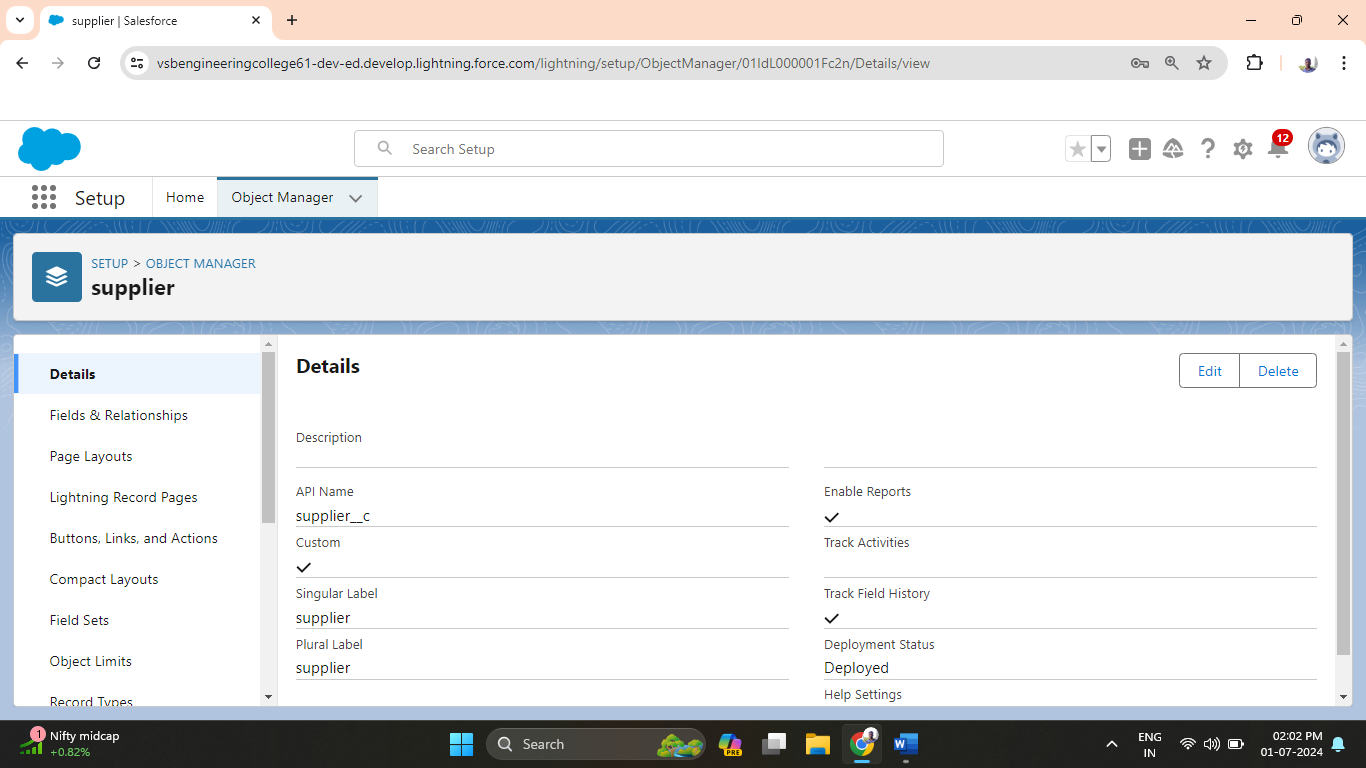 supplier | Salesforce
vsbengineeringcollege61-dev-ed.develop.lightning.force.com/lightning/setup/ObjectManager/01IdL000001Fc2n/Details/view
Search Setup
12
Setup
Home
Object Manager
SETUP > OBJECT MANAGER
supplier
Details
Fields & Relationships
Page Layouts
Lightning Record Pages
Buttons, Links, and Actions
Compact Layouts
Field Sets
Object Limits
Record Types
Details
Edit
Delete
Description
API Name
supplier__c
Custom
Singular Label
supplier
Plural Label
supplier
Enable Reports
Track Activities
Track Field History
Deployment Status
Deployed
Help Settings
1
Nifty midcap
+0.82%
Search
PRE
W
ENG
IN
02:02 PM
01-07-2024